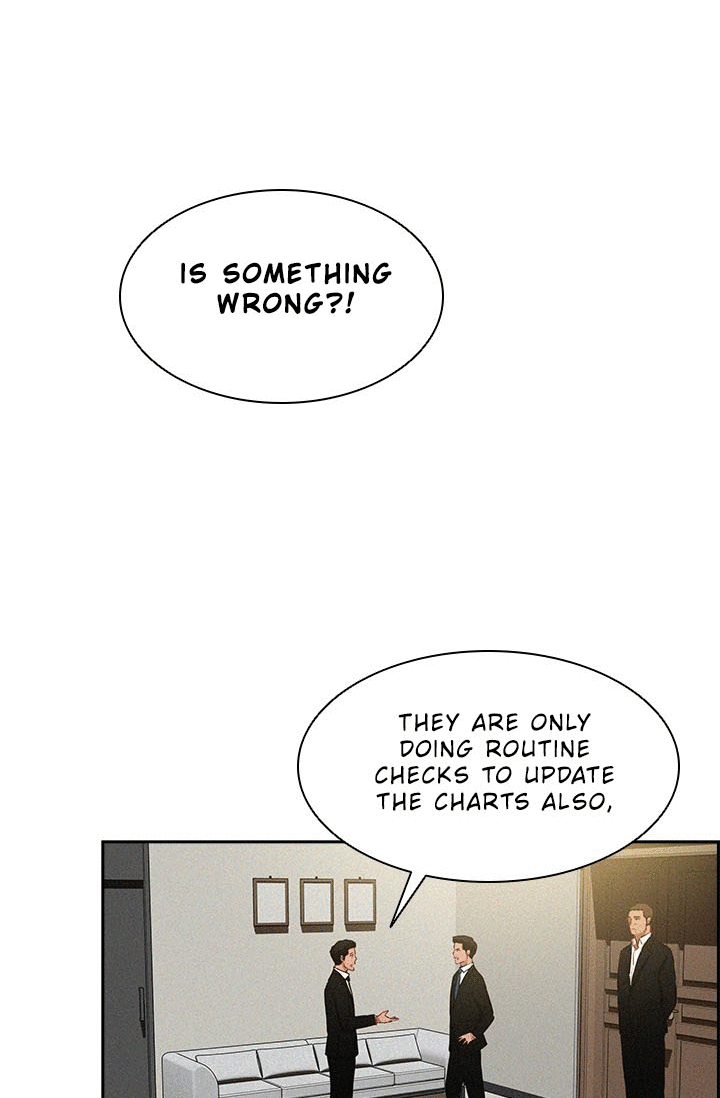 IS SOMETHING
WRONG?!
THEY ARE ONLY
DOING ROUTINE
CHECKS TO UPDATE
THE CHARTS ALSO,